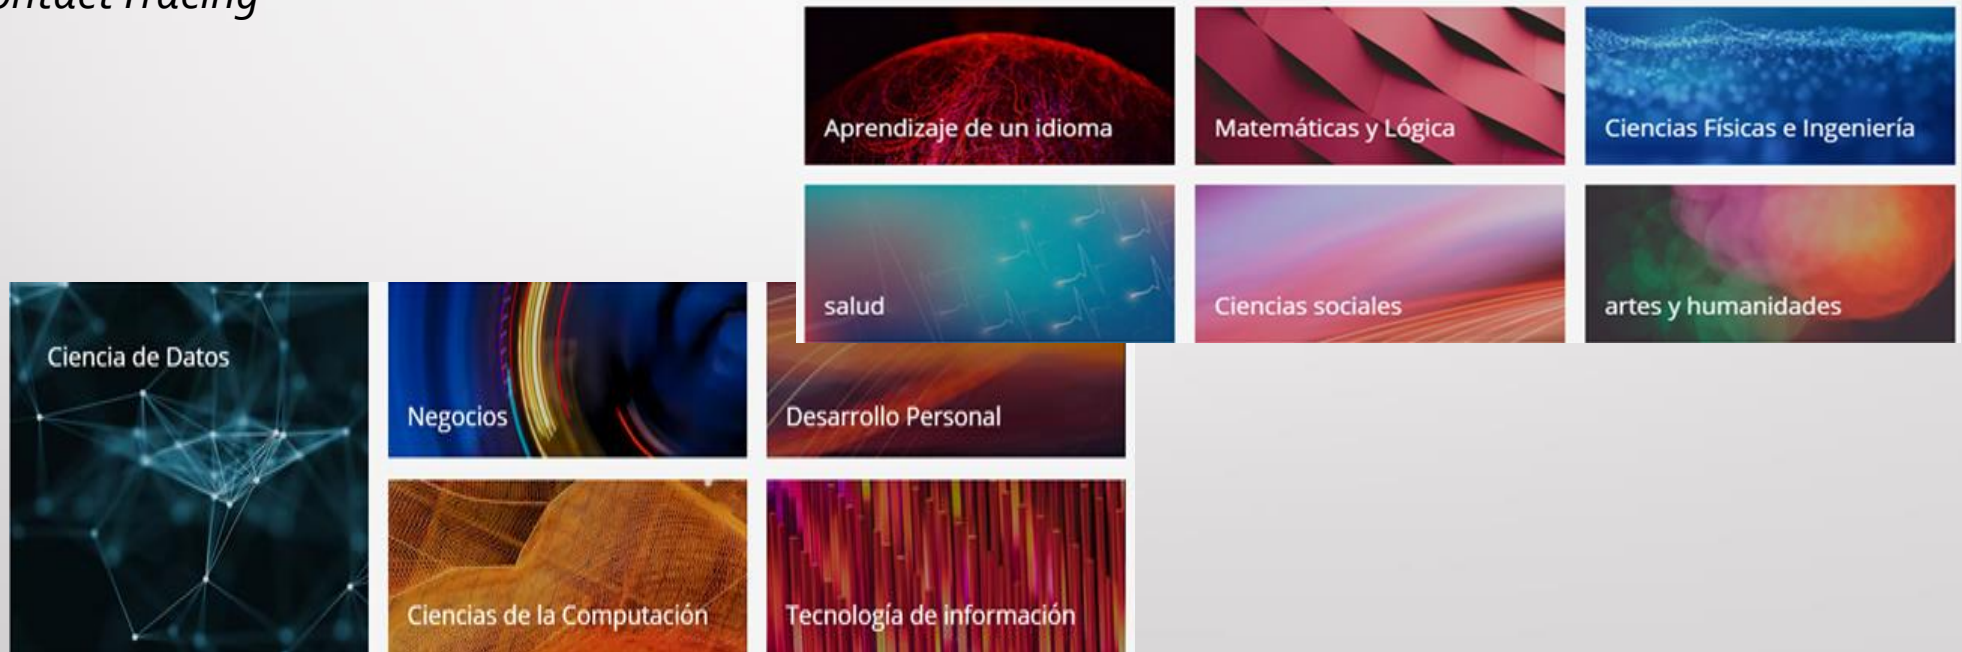 Tracing
Aprendizaje de un idioma
Matemáticas y Lógica
Ciencias Físicas e Ingeniería
salud
Ciencias sociales
artes y humanidades
Ciencia de Datos
Negocios
Desarrollo Personal
Ciencias de la Computación
Tecnología de información